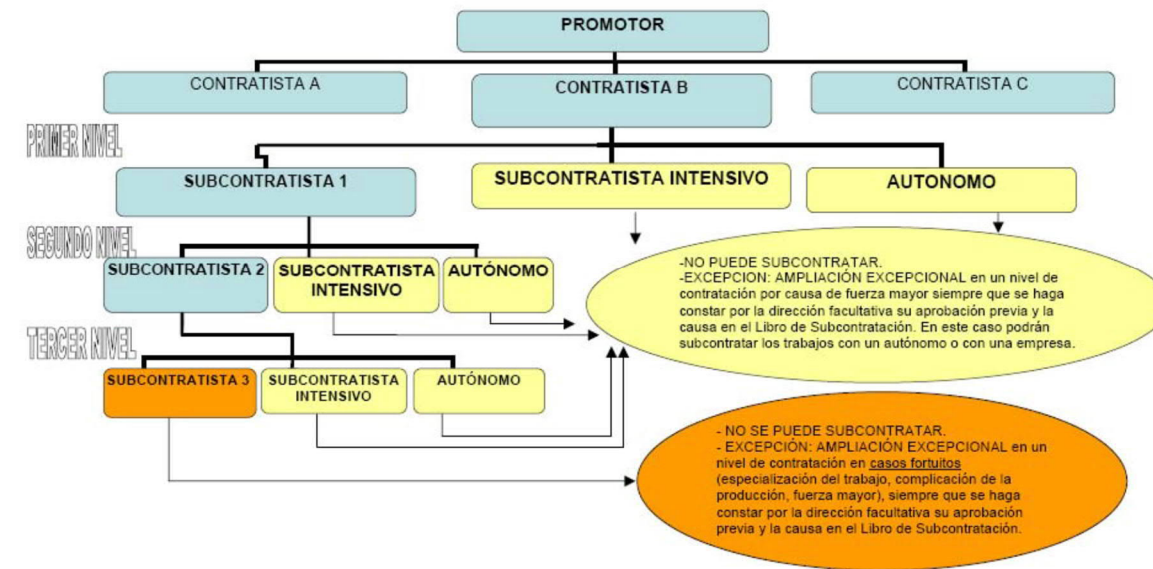 PROMOTOR
CONTRATISTA A
CONTRATISTA B
CONTRATISTA C
PRIMER NIVEL
SUBCONTRATISTA 1
SUBCONTRATISTA INTENSIVO
AUTONOMO
SEGUNDO NIVEL
SUBCONTRATISTA 2
SUBCONTRATISTA
INTENSIVO
AUTÓNOMO
-NO PUEDE SUBCONTRATAR.
-EXCEPCION: AMPLIACIÓN EXCEPCIONAL en un nivel de
contratación por causa de fuerza mayor siempre que se haga
constar por la dirección facultativa su aprobación previa y la
causa en el Libro de Subcontratación. En este caso podrán
subcontratar los trabajos con un autónomo o con una empresa.
TERCER NIVEL
SUBCONTRATISTA 3
SUBCONTRATISTA
INTENSIVO
AUTÓNOMO
- NO SE PUEDE SUBCONTRATAR.
- EXCEPCIÓN: AMPLIACIÓN EXCEPCIONAL en un
nivel de contratación en casos fortuitos
(especialización del trabajo, complicación de la
producción, fuerza mayor), siempre que se haga
constar por la dirección facultativa su aprobación
previa y la causa en el Libro de Subcontratación.